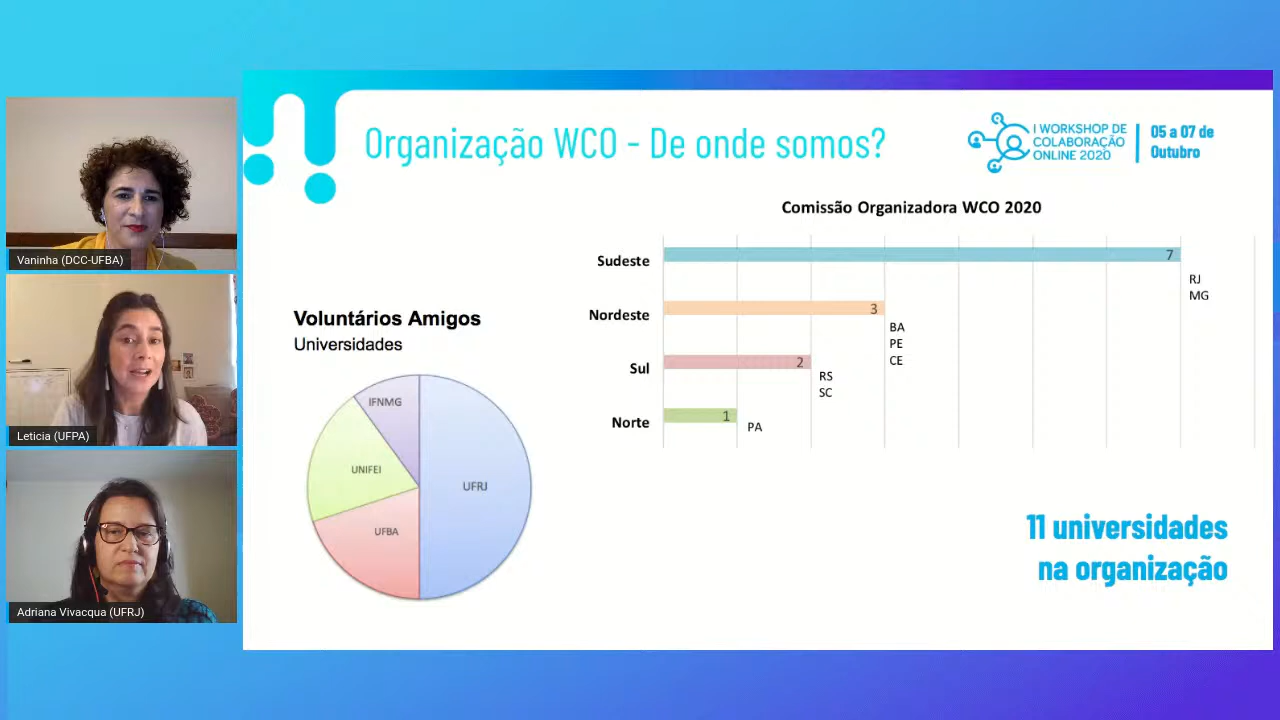 Organização WCO - De onde somos?
I WORKSHOP DE
COLABORAÇÃO
ONLINE 2020
05 a 07 de
Outubro
Vaninha (DCC-UFBA)
Leticia (UFPA)
Adriana Vivacqua (UFRJ)
Voluntários Amigos
Universidades
IFNMG
UNIFEI
UFRJ
UFBA
Comissão Organizadora WCO 2020
Sudeste
7
RJ
MG
Nordeste
3
BA
PE
CE
Sul
2
RS
SC
Norte
1
PA
11 universidades
na organização